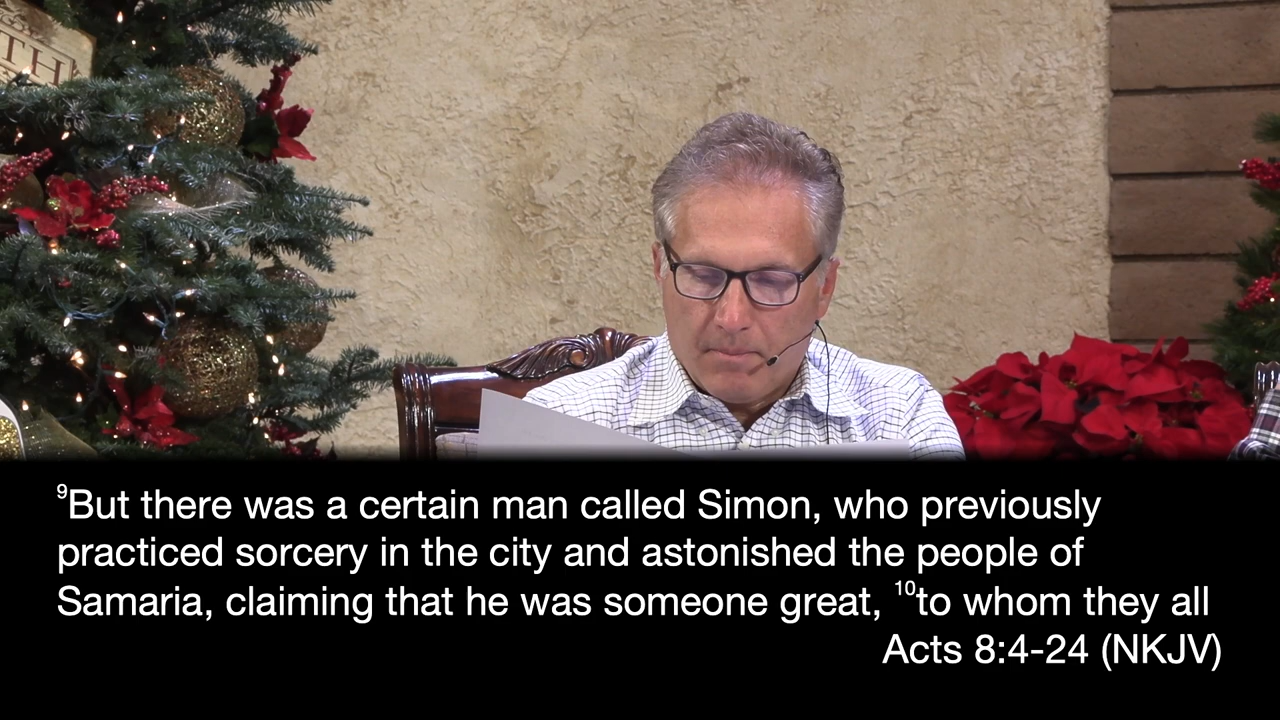 TH
⁹But there was a certain man called Simon, who previously
practiced sorcery in the city and astonished the people of
Samaria, claiming that he was someone great, ¹⁰to whom they all
Acts 8:4-24 (NKJV)